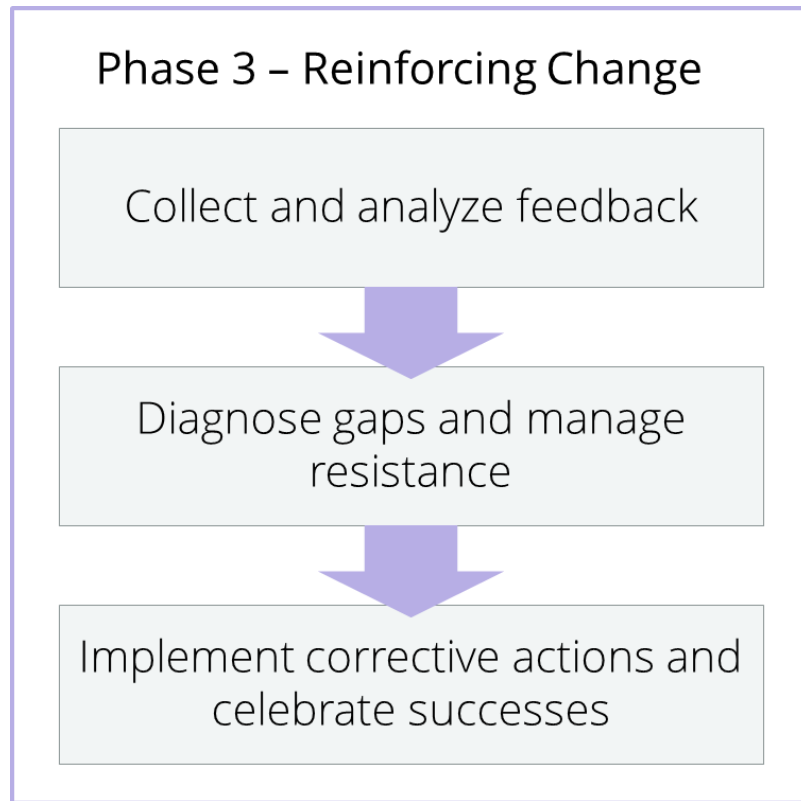 Phase 3 – Reinforcing Change
Collect and analyze feedback
Diagnose gaps and manage
resistance
Implement corrective actions and
celebrate successes